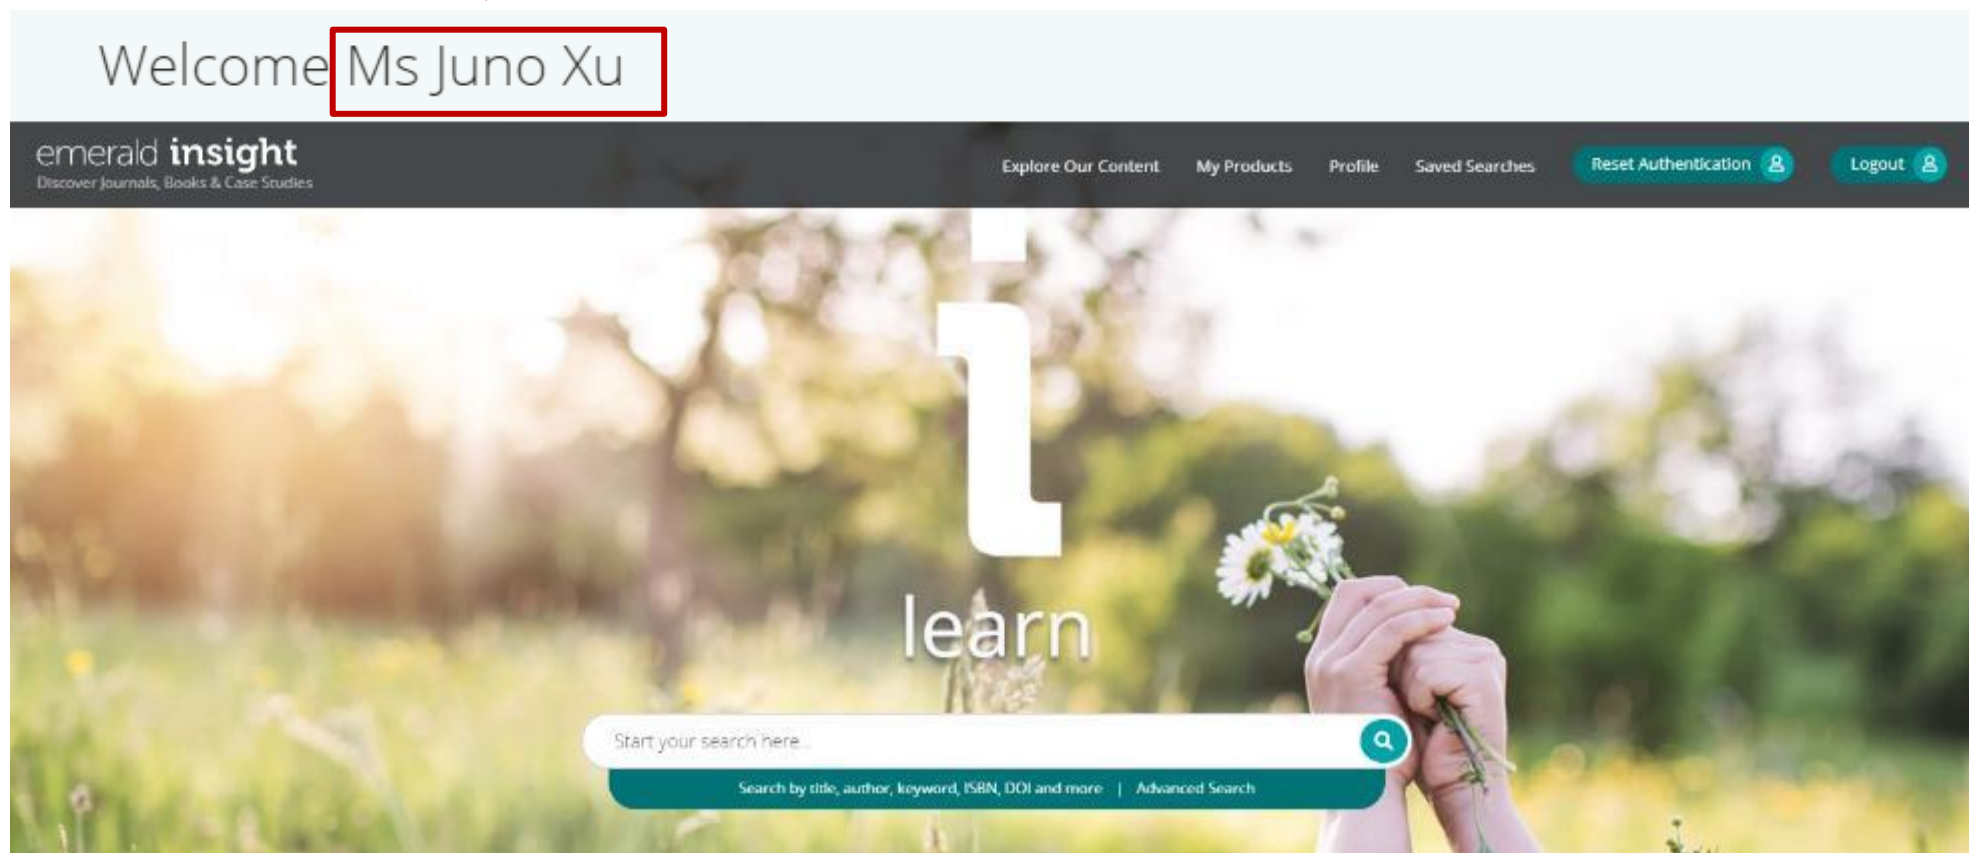 Welcome Ms Juno Xu
emerald insight
Discover Journals, Books & Case Studies
Explore Our Content My Products Profile Saved Searches Reset Authentication Logout
i
learn
Start your search here...
Search by title, author, keyword, ISBN, DOI and more | Advanced Search